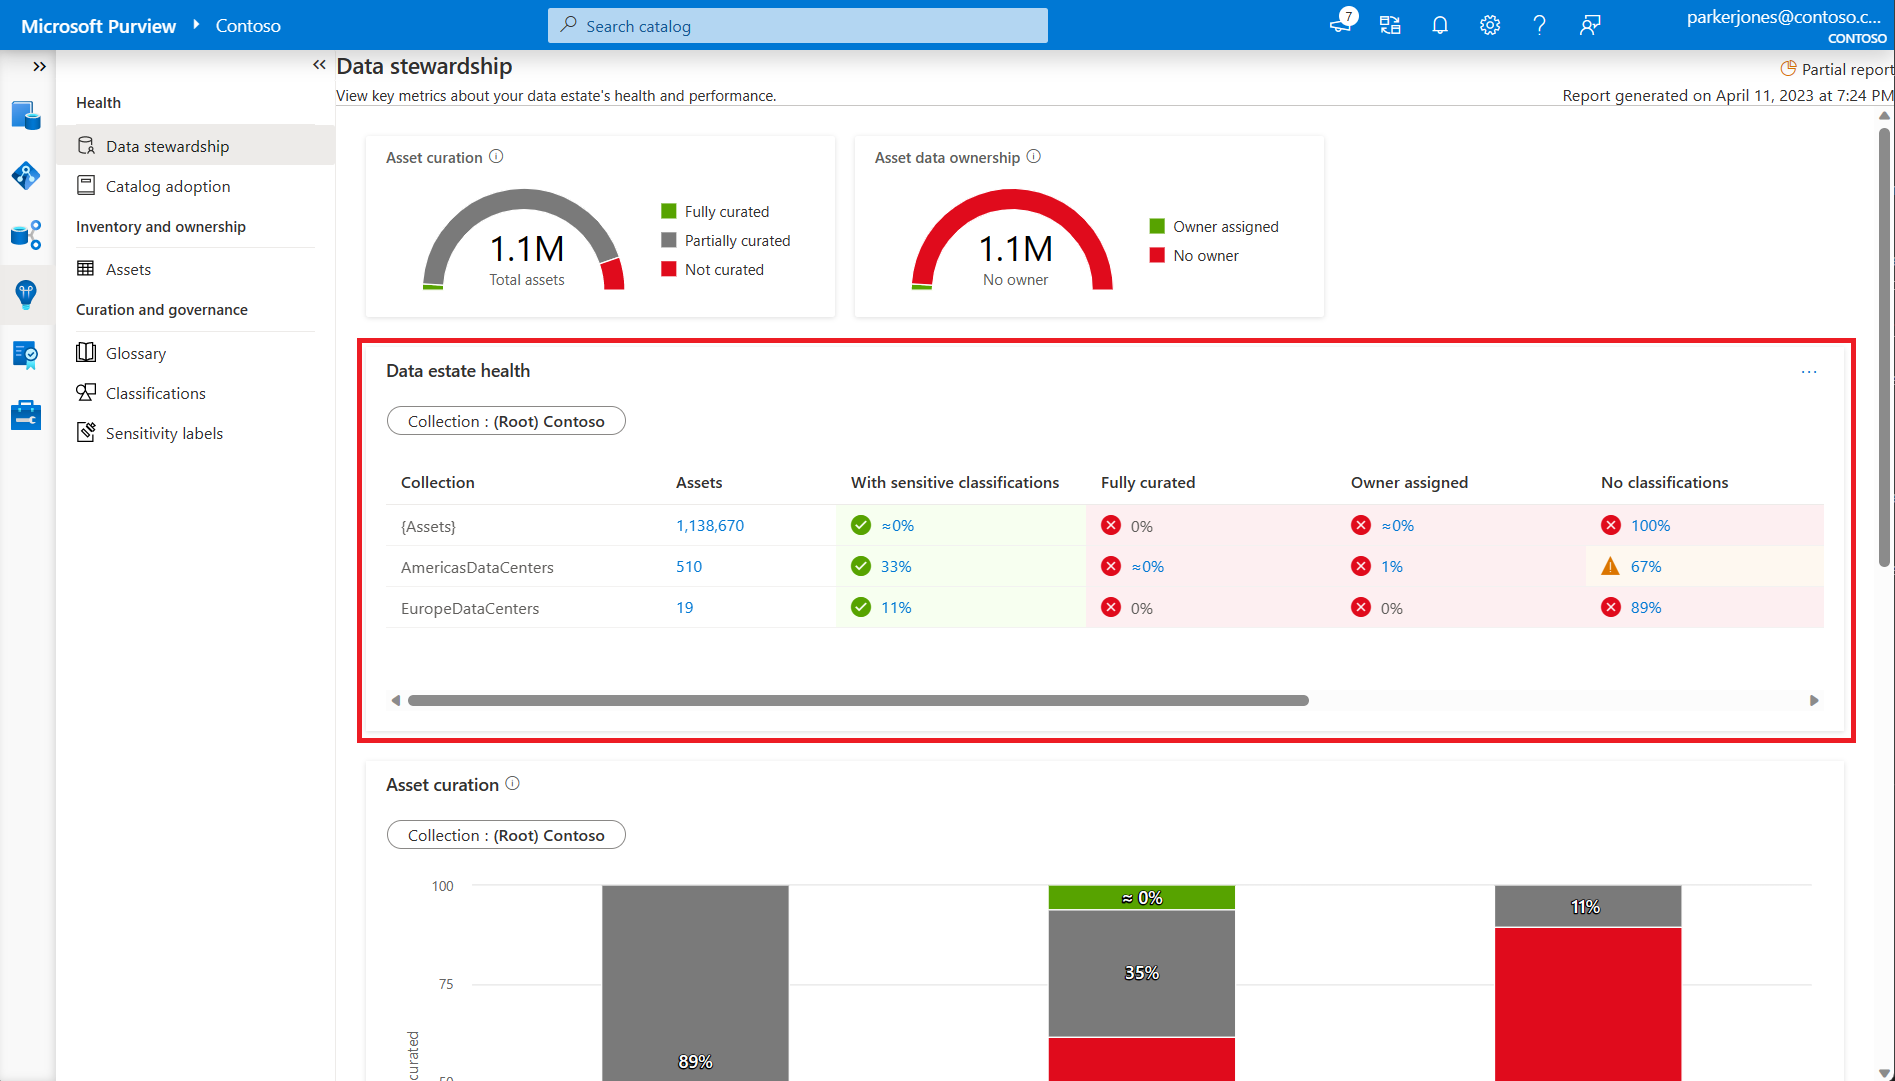 Microsoft Purview
Contoso
Search catalog
7
parkerjones@contoso.c...
CONTOSO
Health
Data stewardship
Catalog adoption
Inventory and ownership
Assets
Curation and governance
Glossary
Classifications
Sensitivity labels
Data stewardship
Partial report
View key metrics about your data estate's health and performance.
Report generated on April 11, 2023 at 7:24 PM
Asset curation
1.1M
Total assets
Fully curated
Partially curated
Not curated
Asset data ownership
1.1M
No owner
Owner assigned
No owner
Data estate health
...
Collection : (Root) Contoso
Collection Assets With sensitive classifications Fully curated Owner assigned No classifications
{Assets} 1,138,670 ≈0% 0% ≈0% 100%
AmericasDataCenters 510 33% ≈0% 1% 67%
EuropeDataCenters 19 11% 0% 0% 89%
Asset curation
Collection : (Root) Contoso
100
75
50
curated
89%
≈ 0%
35%
11%